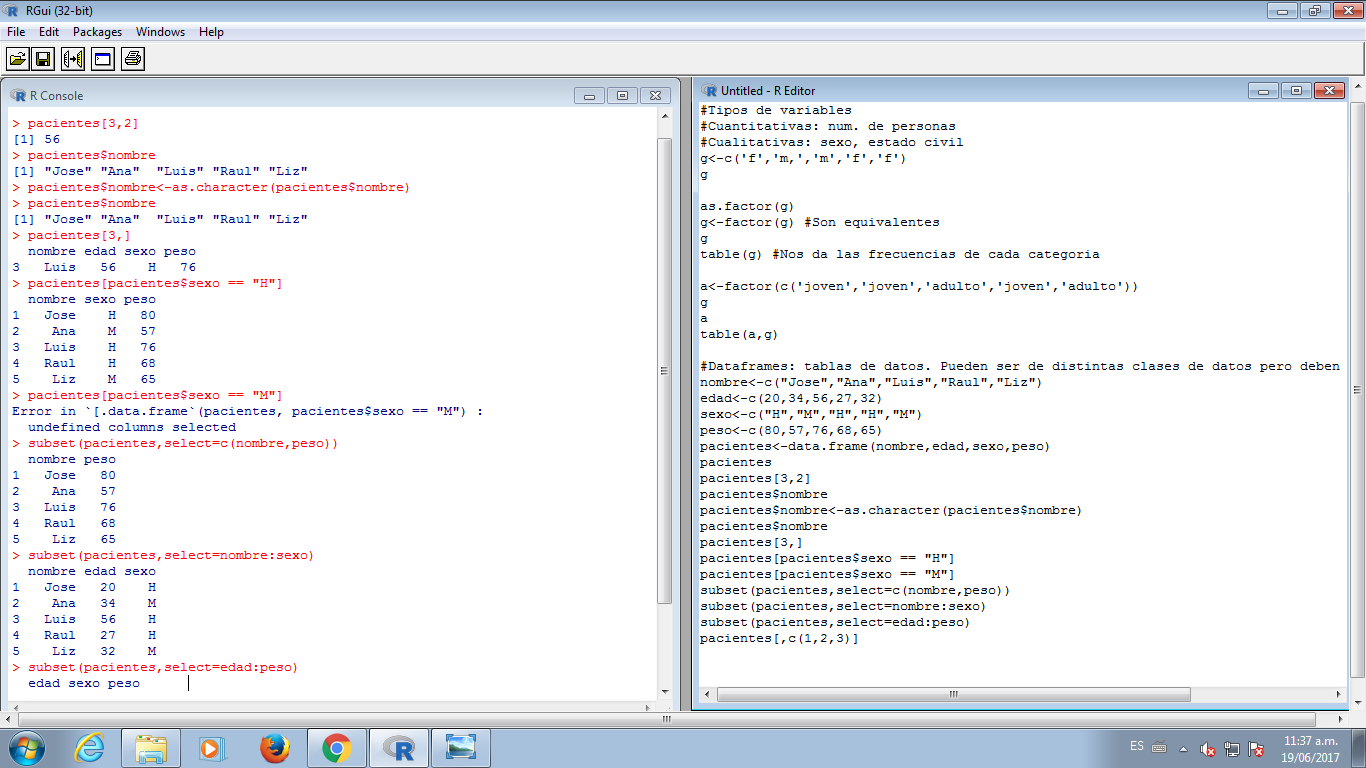 RGui (32-bit)
File Edit Packages Windows Help
R Console
> pacientes[3,2]
[1] 56
> pacientes$nombre
[1] "Jose" "Ana"  "Luis" "Raul" "Liz"
> pacientes$nombre<-as.character(pacientes$nombre)
> pacientes$nombre
[1] "Jose" "Ana"  "Luis" "Raul" "Liz"
> pacientes[3,]
  nombre edad sexo peso
3   Luis   56    H   76
> pacientes[pacientes$sexo == "H"]
  nombre sexo peso
1   Jose    H   80
2    Ana    M   57
3   Luis    H   76
4   Raul    H   68
5    Liz    M   65
> pacientes[pacientes$sexo == "M"]
Error in `[.data.frame`(pacientes, pacientes$sexo == "M") :
  undefined columns selected
> subset(pacientes,select=c(nombre,peso))
  nombre peso
1   Jose   80
2    Ana   57
3   Luis   76
4   Raul   68
5    Liz   65
> subset(pacientes,select=nombre:sexo)
  nombre edad sexo
1   Jose   20    H
2    Ana   34    M
3   Luis   56    H
4   Raul   27    H
5    Liz   32    M
> subset(pacientes,select=edad:peso)
  edad sexo peso
Untitled - R Editor
#Tipos de variables
#Cuantitativas: num. de personas
#Cualitativas: sexo, estado civil
g<-c('f','m,','m','f','f')
g
as.factor(g)
g<-factor(g) #Son equivalentes
g
table(g) #Nos da las frecuencias de cada categoria
a<-factor(c('joven','joven','adulto','joven','adulto'))
g
a
table(a,g)
#Dataframes: tablas de datos. Pueden ser de distintas clases de datos pero deben
nombre<-c("Jose","Ana","Luis","Raul","Liz")
edad<-c(20,34,56,27,32)
sexo<-c("H","M","H","H","M")
peso<-c(80,57,76,68,65)
pacientes<-data.frame(nombre,edad,sexo,peso)
pacientes
pacientes[3,2]
pacientes$nombre
pacientes$nombre<-as.character(pacientes$nombre)
pacientes$nombre
pacientes[3,]
pacientes[pacientes$sexo == "H"]
pacientes[pacientes$sexo == "M"]
subset(pacientes,select=c(nombre,peso))
subset(pacientes,select=nombre:sexo)
subset(pacientes,select=edad:peso)
pacientes[,c(1,2,3)]
ES
11:37 a.m.
19/06/2017